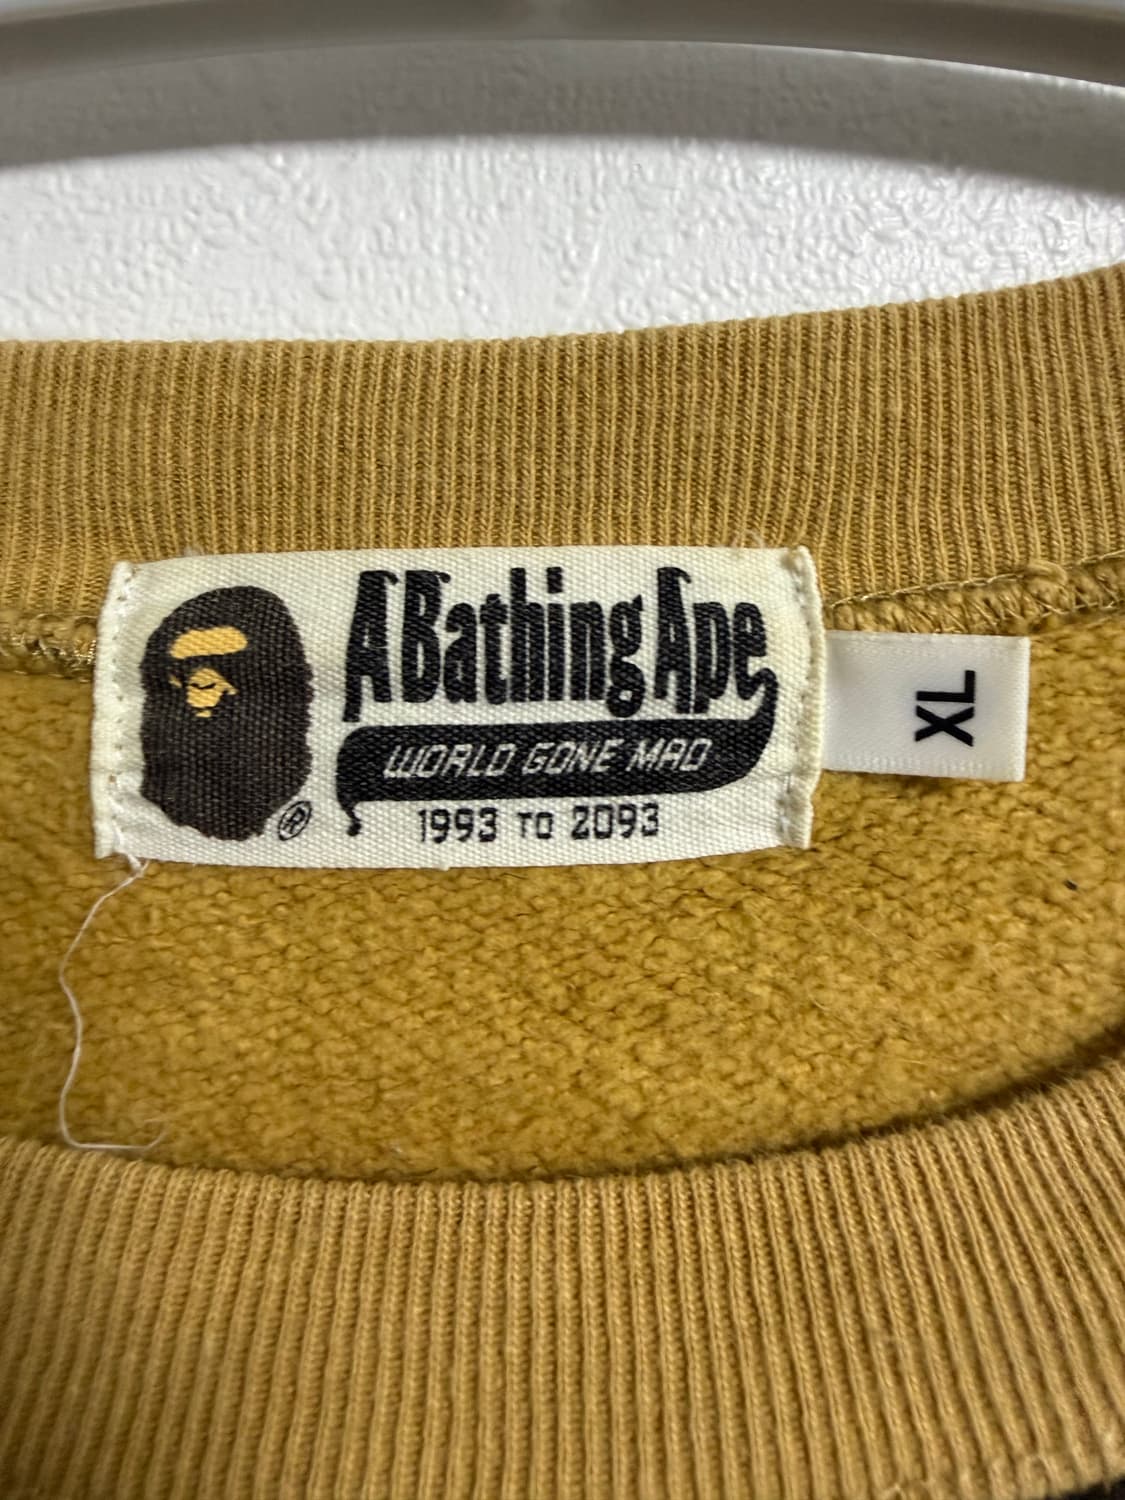 A Bathing Ape
WORLD GONE MAD
1993 TO 2093
®
XL